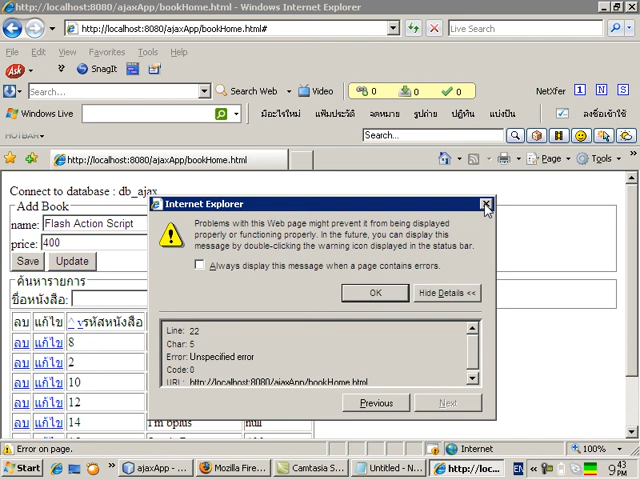 http://localhost:8080/ajaxApp/bookHome.html - Windows Internet Explorer
http://localhost:8080/ajaxApp/bookHome.html#
Live Search
File Edit View Favorites Tools Help
Ask SnagIt
Search... Search Web Video 0 0 0 NetXfer 1 N S
Windows Live มีอะไรใหม่ แฟ้มประวัติ จดหมาย รูปถ่าย ปฏิทิน แบ่งปัน ลงชื่อเข้าใช้
HOTBAR Search...
http://localhost:8080/ajaxApp/bookHome.html Page Tools
Connect to database : db_ajax
Add Book
name: Flash Action Script
price: 400
Save Update
ค้นหารายการ
ชื่อหนังสือ:
ลบ แก้ไข ^ v รหัสหนังสือ
ลบ แก้ไข 8
ลบ แก้ไข 2
ลบ แก้ไข 10
ลบ แก้ไข 12
ลบ แก้ไข 14 null
Internet Explorer
Problems with this Web page might prevent it from being displayed
properly or functioning properly. In the future, you can display this
message by double-clicking the warning icon displayed in the status bar.
Always display this message when a page contains errors.
OK Hide Details <<
Line: 22
Char: 5
Error: Unspecified error
Code: 0
URL: http://localhost:8080/ajaxApp/bookHome.html
Previous Next
Error on page. Internet 100%
Start ajaxApp - ... Mozilla Fire... Camtasia S... Untitled - N... http://loc... EN 9:43
PM